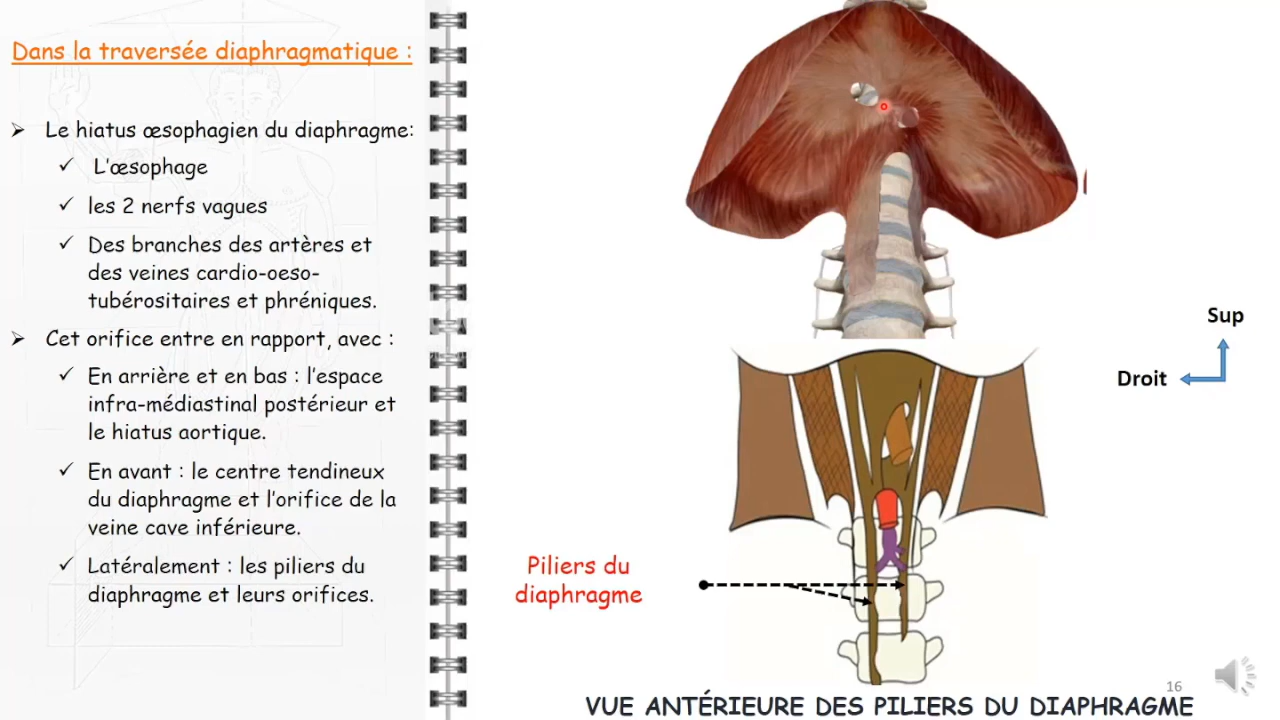 Dans la traversée diaphragmatique :
➢ Le hiatus œsophagien du diaphragme:
✓ L'œsophage
✓ les 2 nerfs vagues
✓ Des branches des artères et
des veines cardio-oeso-
tubérositaires et phréniques.
➢ Cet orifice entre en rapport, avec :
✓ En arrière et en bas : l'espace
infra-médiastinal postérieur et
le hiatus aortique.
✓ En avant : le centre tendineux
du diaphragme et l'orifice de la
veine cave inférieure.
✓ Latéralement : les piliers du
diaphragme et leurs orifices.
Sup
Droit
Piliers du
diaphragme
16
VUE ANTÉRIEURE DES PILIERS DU DIAPHRAGME